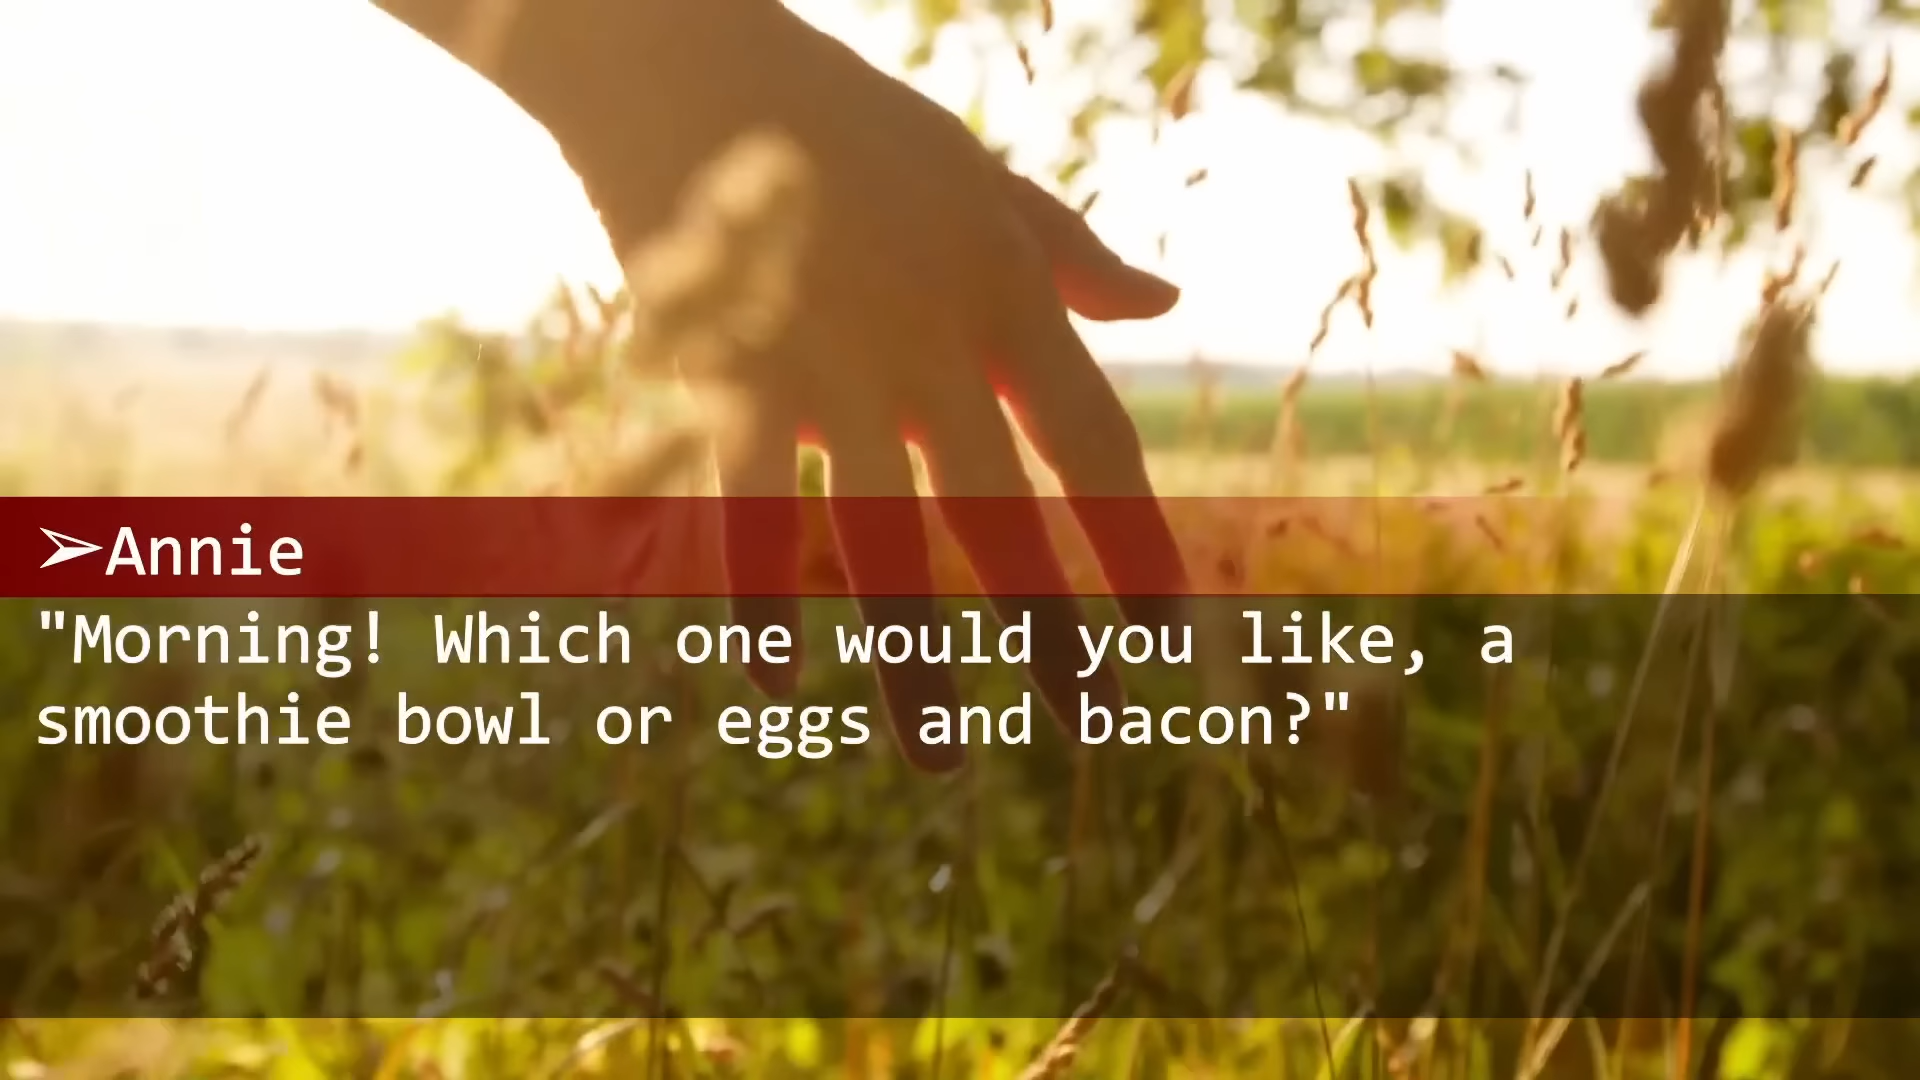 ➢Annie
"Morning! Which one would you like, a
smoothie bowl or eggs and bacon?"